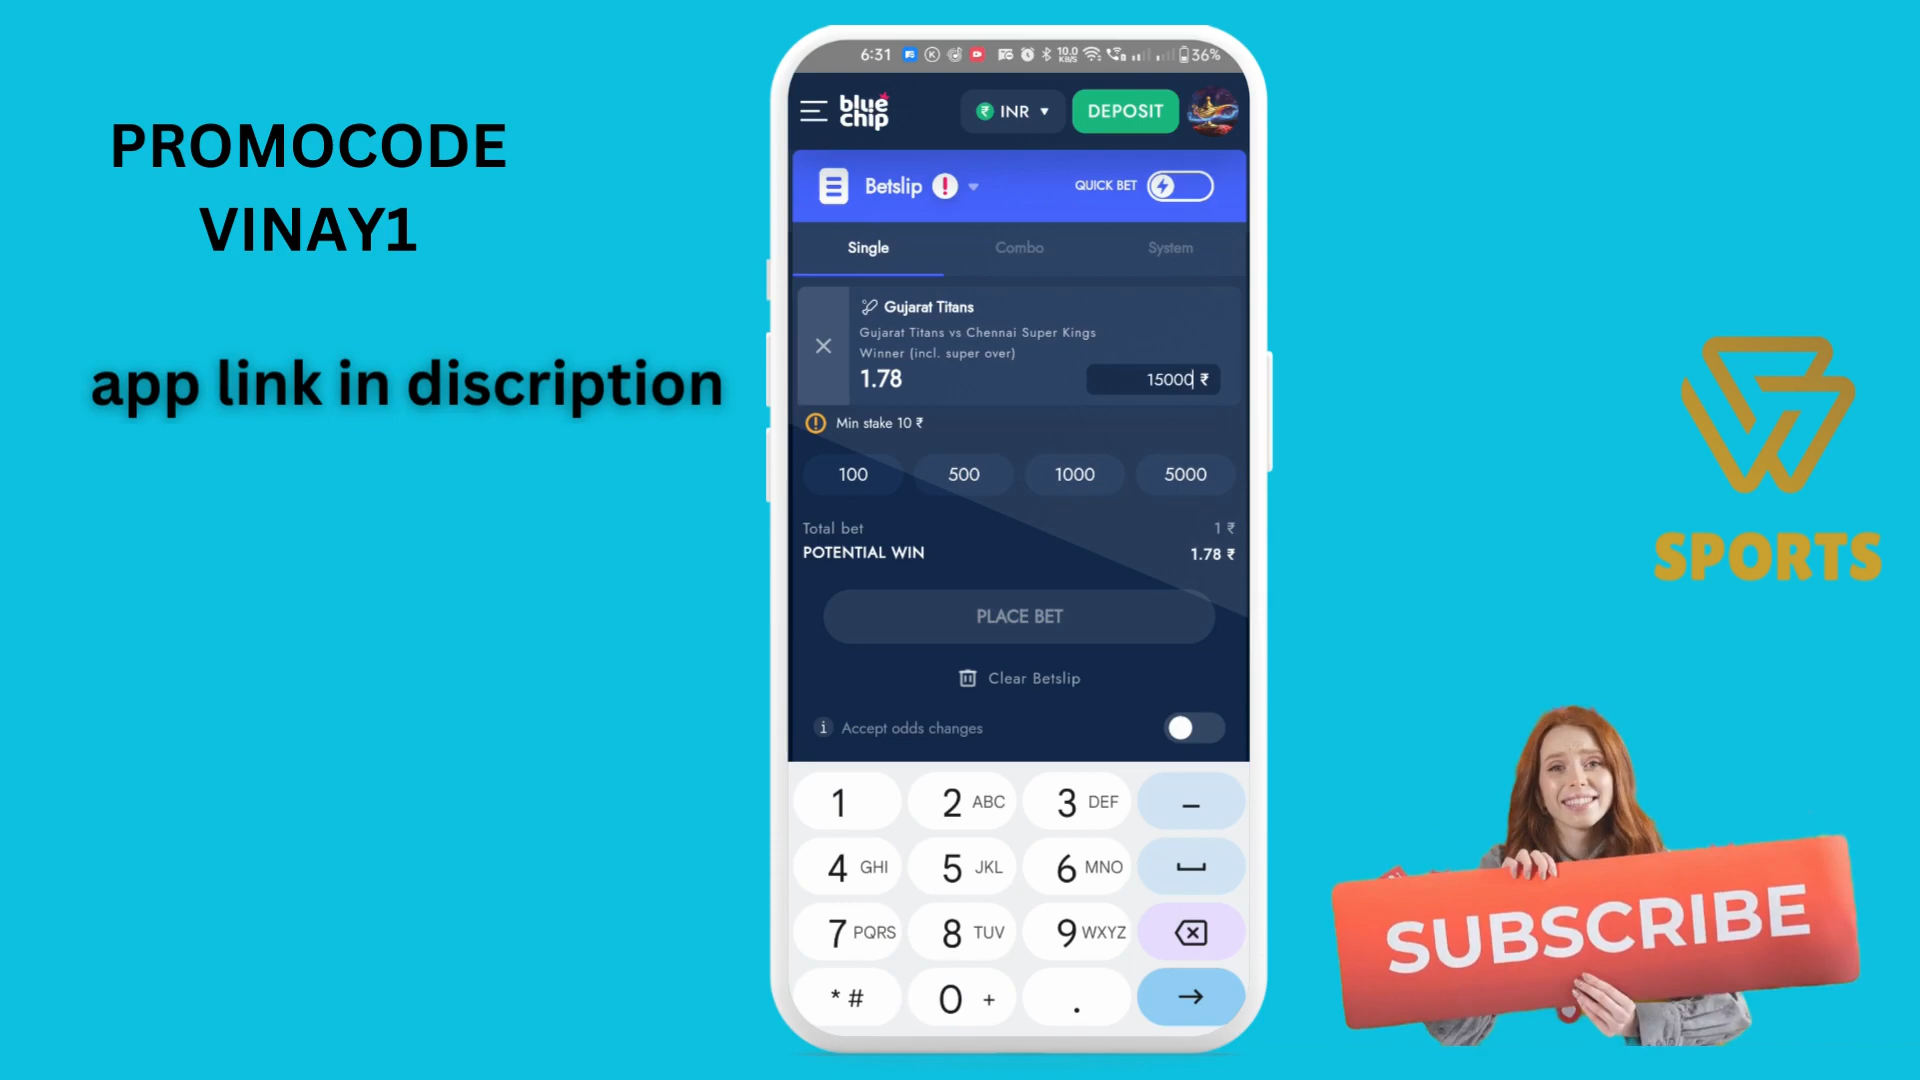 PROMOCODE
VINAY1
app link in discription
6:31 10.0 KB/S 36%
blue
chip
₹ INR ▼ DEPOSIT
Betslip ! QUICK BET
Single Combo System
Gujarat Titans
Gujarat Titans vs Chennai Super Kings
Winner (incl. super over)
1.78 15000 ₹
Min stake 10 ₹
100 500 1000 5000
Total bet 1 ₹
POTENTIAL WIN 1.78 ₹
PLACE BET
Clear Betslip
i Accept odds changes
1 2 ABC 3 DEF –
4 GHI 5 JKL 6 MNO
7 PQRS 8 TUV 9 WXYZ
* # 0 + . →
SPORTS
SUBSCRIBE